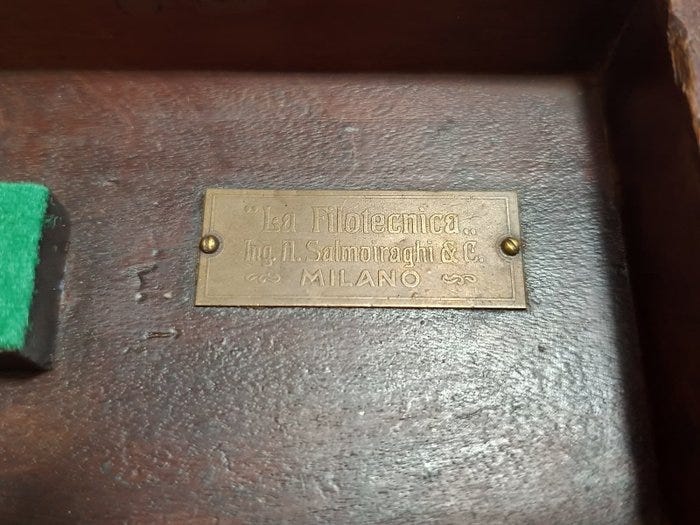 "La Filotecnica„
Ing. A. Salmoiraghi & C.
MILANO